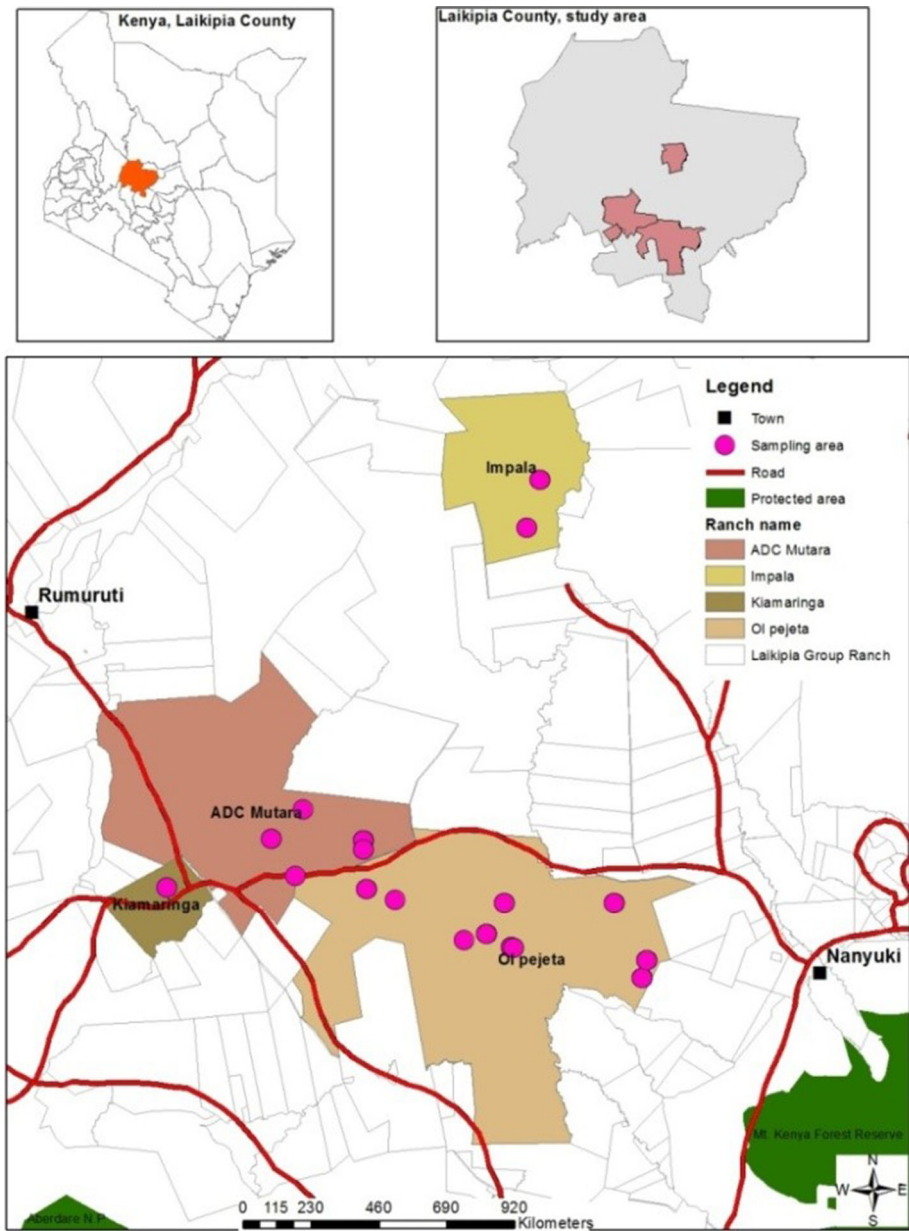 Kenya, Laikipia County
Laikipia County, study area
Legend
Town
Sampling area
Road
Protected area
Ranch name
ADC Mutara
Impala
Kiamaringa
Ol pejeta
Laikipia Group Ranch
Impala
Rumuruti
ADC Mutara
Kiamaringa
Ol pejeta
Nanyuki
Mt. Kenya Forest Reserve
Aberdare N.P
N
W E
S
0 115 230 460 690 920
Kilometers